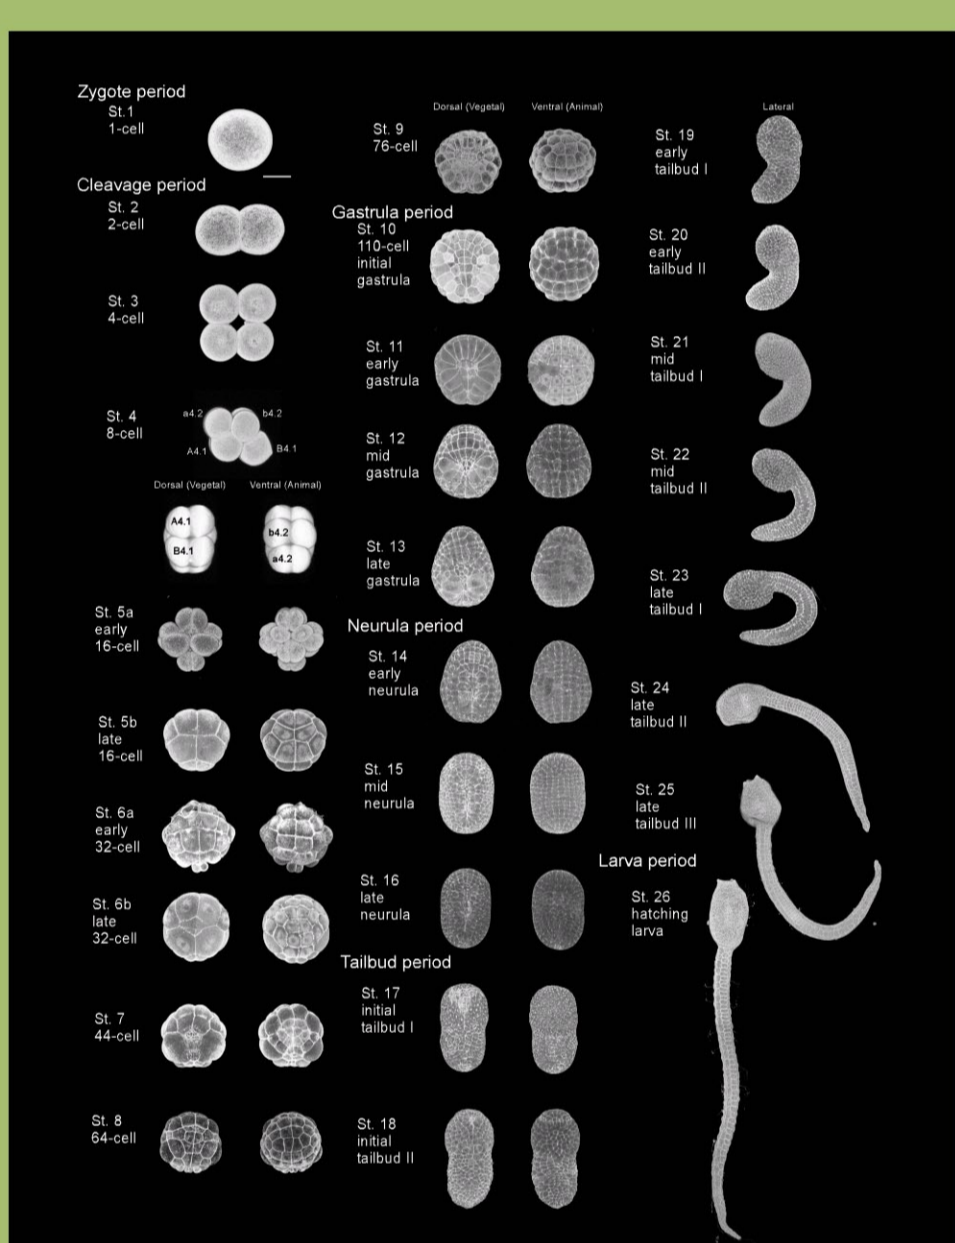 Zygote period
St.1
1-cell
Cleavage period
St. 2
2-cell
St. 3
4-cell
St. 4
8-cell
a4.2
b4.2
A4.1
B4.1
Dorsal (Vegetal)
Ventral (Animal)
A4.1
B4.1
b4.2
a4.2
St. 5a
early
16-cell
St. 5b
late
16-cell
St. 6a
early
32-cell
St. 6b
late
32-cell
St. 7
44-cell
St. 8
64-cell
Dorsal (Vegetal)
Ventral (Animal)
St. 9
76-cell
Gastrula period
St. 10
110-cell
initial
gastrula
St. 11
early
gastrula
St. 12
mid
gastrula
St. 13
late
gastrula
Neurula period
St. 14
early
neurula
St. 15
mid
neurula
St. 16
late
neurula
Tailbud period
St. 17
initial
tailbud I
St. 18
initial
tailbud II
Lateral
St. 19
early
tailbud I
St. 20
early
tailbud II
St. 21
mid
tailbud I
St. 22
mid
tailbud II
St. 23
late
tailbud I
St. 24
late
tailbud II
St. 25
late
tailbud III
Larva period
St. 26
hatching
larva